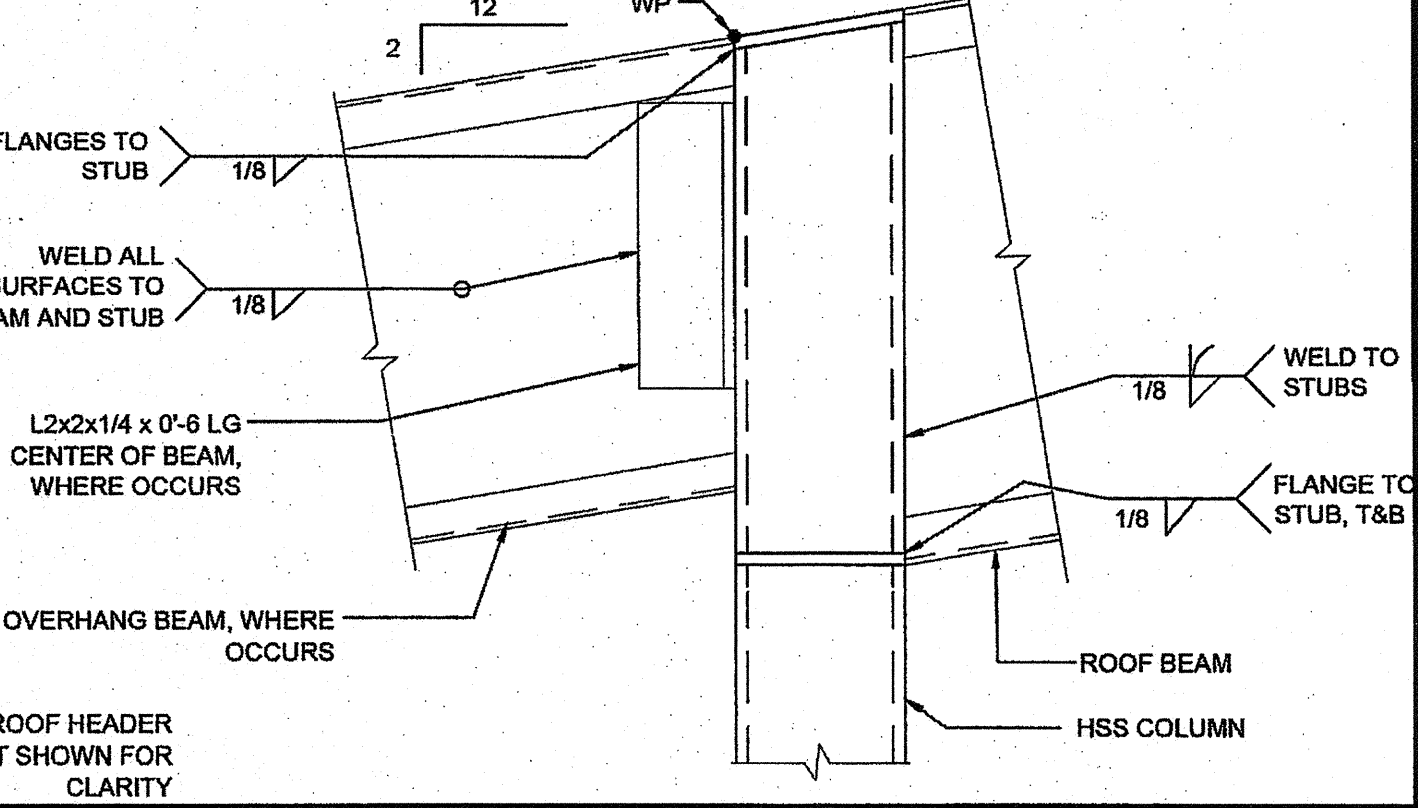 12
WP
2
FLANGES TO
STUB
1/8
WELD ALL
SURFACES TO
AM AND STUB
1/8
L2x2x1/4 x 0'-6 LG
CENTER OF BEAM,
WHERE OCCURS
WELD TO
STUBS
1/8
FLANGE TO
STUB, T&B
1/8
OVERHANG BEAM, WHERE
OCCURS
ROOF BEAM
HSS COLUMN
ROOF HEADER
T SHOWN FOR
CLARITY